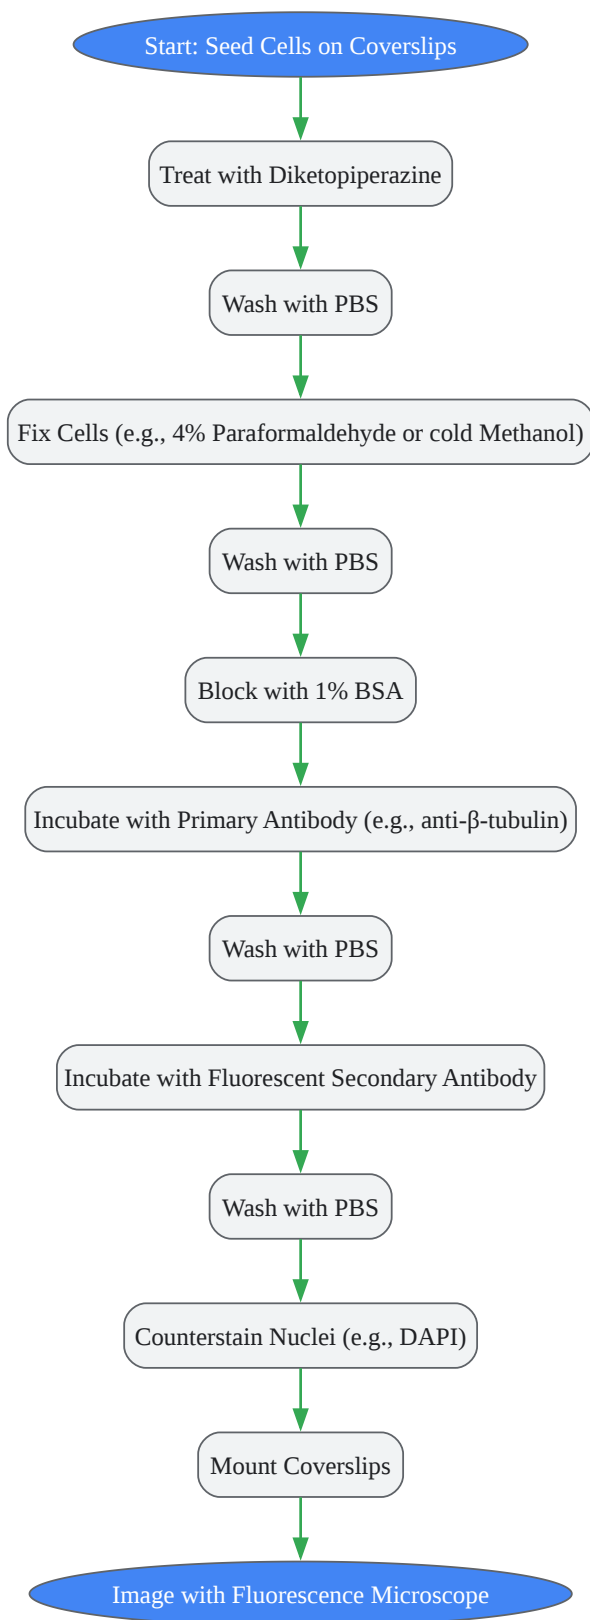 Start: Seed Cells on Coverslips
Treat with Diketopiperazine
Wash with PBS
Fix Cells (e.g., 4% Paraformaldehyde or cold Methanol)
Wash with PBS
Block with 1% BSA
Incubate with Primary Antibody (e.g., anti-β-tubulin)
Wash with PBS
Incubate with Fluorescent Secondary Antibody
Wash with PBS
Counterstain Nuclei (e.g., DAPI)
Mount Coverslips
Image with Fluorescence Microscope